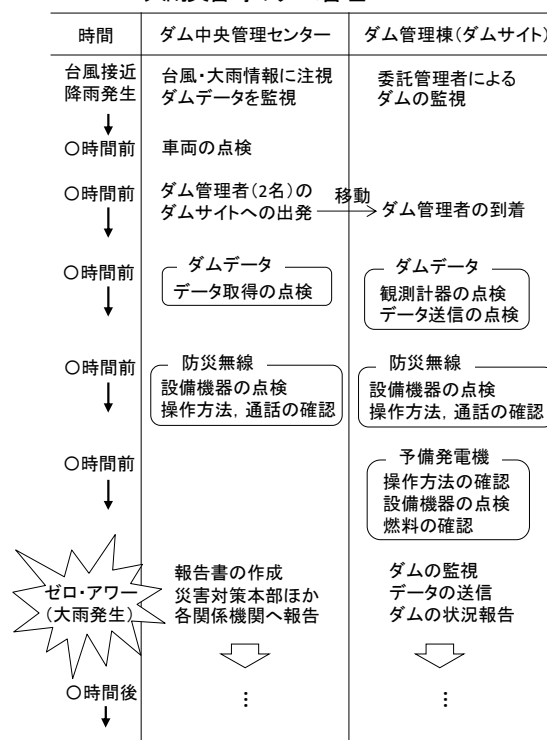 時間 ダム中央管理センター ダム管理棟(ダムサイト)
台風接近
降雨発生
台風・大雨情報に注視
ダムデータを監視
委託管理者による
ダムの監視
○時間前 車両の点検
○時間前
ダム管理者(2名)の
ダムサイトへの出発
移動
ダム管理者の到着
○時間前
ダムデータ
データ取得の点検
ダムデータ
観測計器の点検
データ送信の点検
○時間前
防災無線
設備機器の点検
操作方法,通話の確認
防災無線
設備機器の点検
操作方法,通話の確認
○時間前
予備発電機
操作方法の確認
設備機器の点検
燃料の確認
ゼロ・アワー
(大雨発生)
報告書の作成
災害対策本部ほか
各関係機関へ報告
ダムの監視
データの送信
ダムの状況報告
○時間後
⋮ ⋮